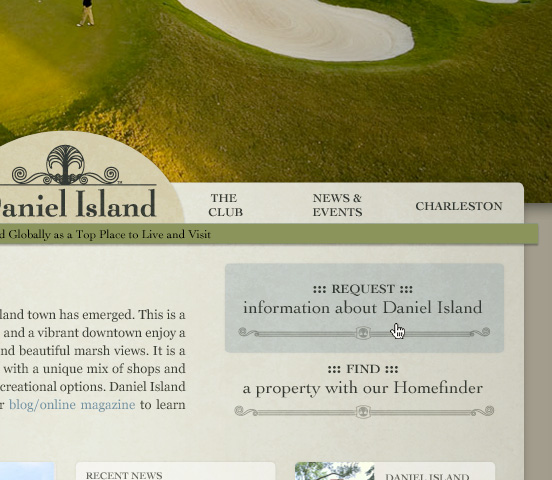 THE
CLUB
NEWS &
EVENTS
CHARLESTON
aniel Island
Globally as a Top Place to Live and Visit
::: REQUEST :::
information about Daniel Island
town has emerged. This is a
and a vibrant downtown enjoy a
beautiful marsh views. It is a
with a unique mix of shops and
creational options. Daniel Island
blog/online magazine to learn
::: FIND :::
a property with our Homefinder
RECENT NEWS
DANIEL ISLAND